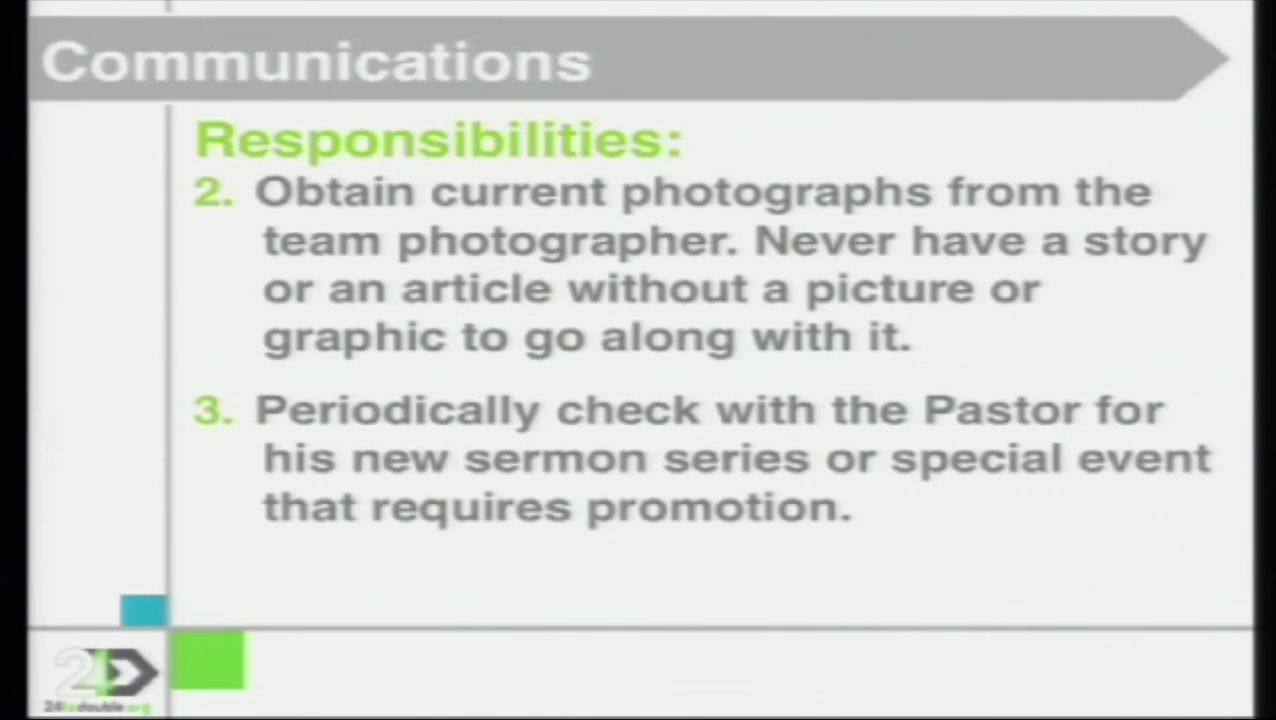 Communications
Responsibilities:
2. Obtain current photographs from the
team photographer. Never have a story
or an article without a picture or
graphic to go along with it.
3. Periodically check with the Pastor for
his new sermon series or special event
that requires promotion.
24todouble.org